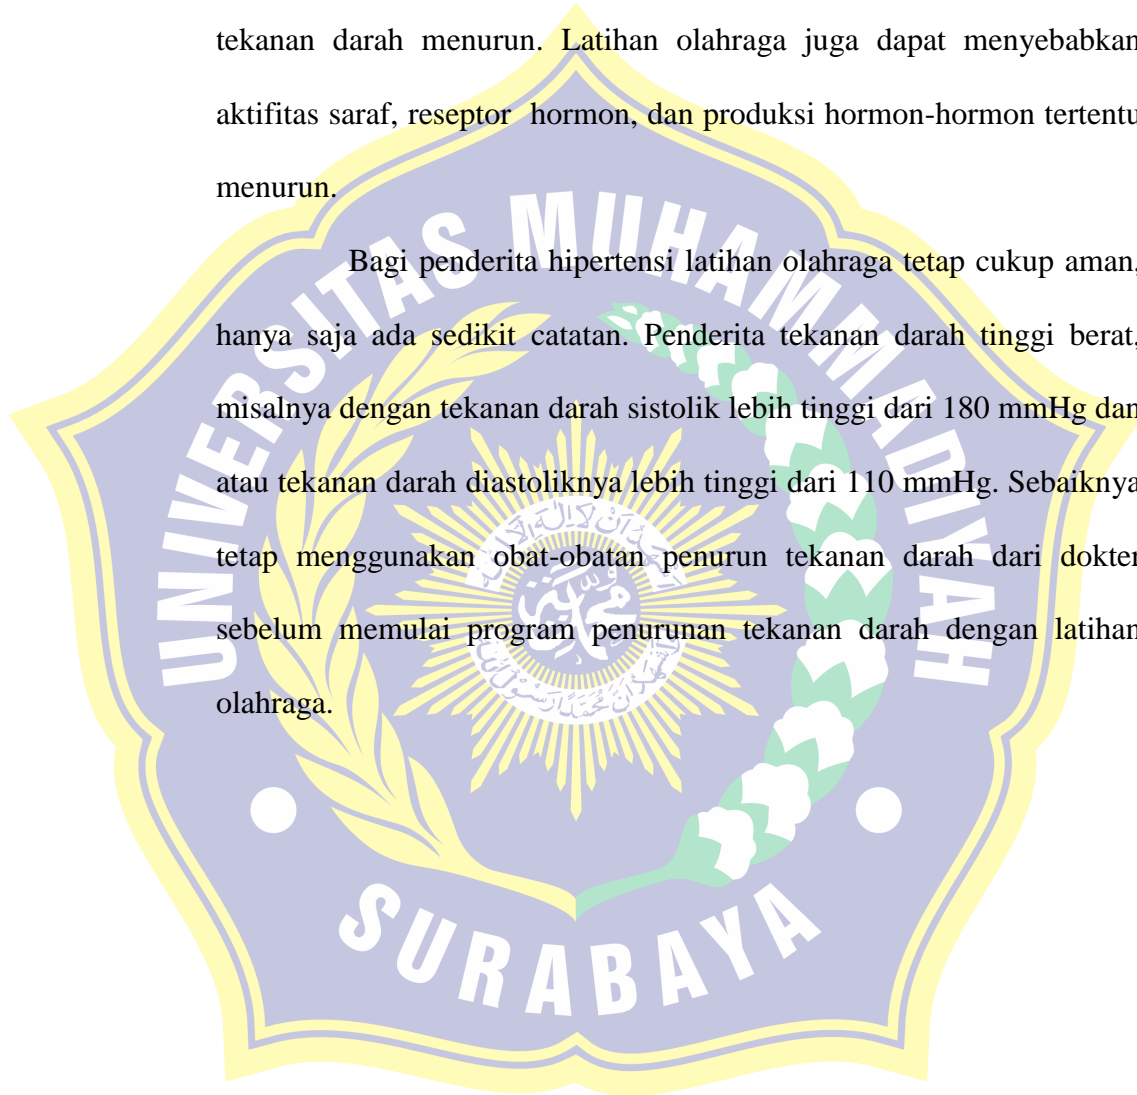 tekanan darah menurun. Latihan olahraga juga dapat menyebabkan
aktifitas saraf, reseptor hormon, dan produksi hormon-hormon tertentu
menurun.
Bagi penderita hipertensi latihan olahraga tetap cukup aman,
hanya saja ada sedikit catatan. Penderita tekanan darah tinggi berat,
misalnya dengan tekanan darah sistolik lebih tinggi dari 180 mmHg dan
atau tekanan darah diastoliknya lebih tinggi dari 110 mmHg. Sebaiknya
tetap menggunakan obat-obatan penurun tekanan darah dari dokter
sebelum memulai program penurunan tekanan darah dengan latihan
olahraga.
UNIVERSITAS MUHAMMADIYAH
SURABAYA